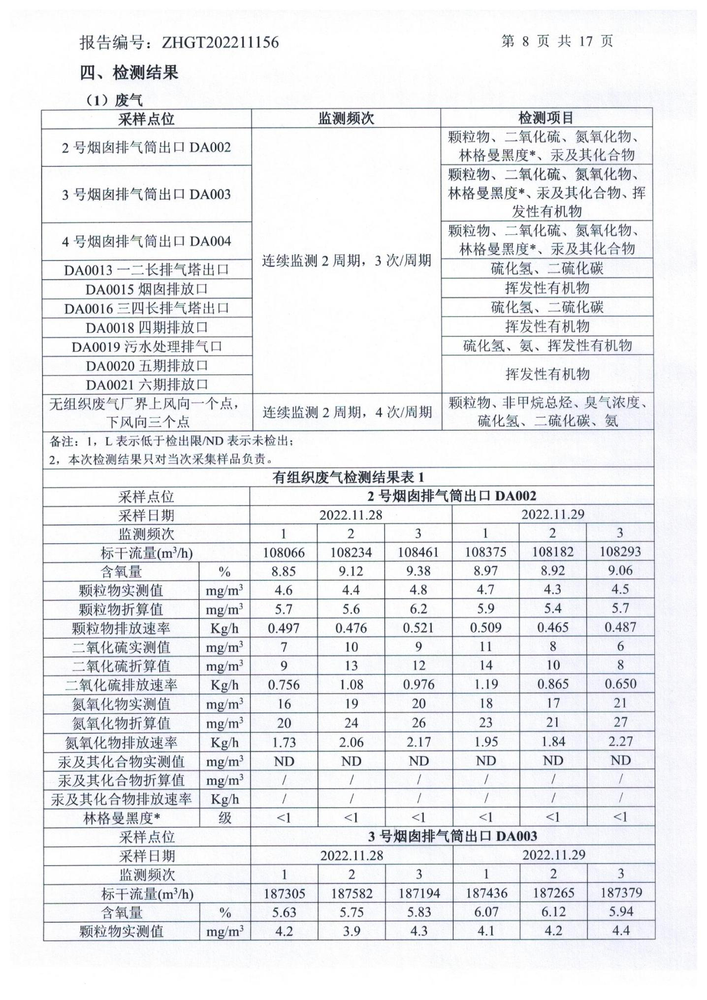 报告编号：ZHGT202211156
第 8 页 共 17 页
四、检测结果
（1）废气
采样点位 监测频次 检测项目
2 号烟囱排气筒出口 DA002
颗粒物、二氧化硫、氮氧化物、
林格曼黑度*、汞及其化合物
3 号烟囱排气筒出口 DA003
颗粒物、二氧化硫、氮氧化物、
林格曼黑度*、汞及其化合物、挥
发性有机物
4 号烟囱排气筒出口 DA004
颗粒物、二氧化硫、氮氧化物、
林格曼黑度*、汞及其化合物
连续监测 2 周期，3 次/周期
DA0013 一二长排气塔出口 硫化氢、二硫化碳
DA0015 烟囱排放口 挥发性有机物
DA0016 三四长排气塔出口 硫化氢、二硫化碳
DA0018 四期排放口 挥发性有机物
DA0019 污水处理排气口 硫化氢、氨、挥发性有机物
DA0020 五期排放口
挥发性有机物
DA0021 六期排放口
无组织废气厂界上风向一个点，
下风向三个点
连续监测 2 周期，4 次/周期
颗粒物、非甲烷总烃、臭气浓度、
硫化氢、二硫化碳、氨
备注：1，L 表示低于检出限/ND 表示未检出；
2，本次检测结果只对当次采集样品负责。
有组织废气检测结果表 1
采样点位 2 号烟囱排气筒出口 DA002
采样日期 2022.11.28 2022.11.29
监测频次 1 2 3 1 2 3
标干流量(m³/h) 108066 108234 108461 108375 108182 108293
含氧量 % 8.85 9.12 9.38 8.97 8.92 9.06
颗粒物实测值 mg/m³ 4.6 4.4 4.8 4.7 4.3 4.5
颗粒物折算值 mg/m³ 5.7 5.6 6.2 5.9 5.4 5.7
颗粒物排放速率 Kg/h 0.497 0.476 0.521 0.509 0.465 0.487
二氧化硫实测值 mg/m³ 7 10 9 11 8 6
二氧化硫折算值 mg/m³ 9 13 12 14 10 8
二氧化硫排放速率 Kg/h 0.756 1.08 0.976 1.19 0.865 0.650
氮氧化物实测值 mg/m³ 16 19 20 18 17 21
氮氧化物折算值 mg/m³ 20 24 26 23 21 27
氮氧化物排放速率 Kg/h 1.73 2.06 2.17 1.95 1.84 2.27
汞及其化合物实测值 mg/m³ ND ND ND ND ND ND
汞及其化合物折算值 mg/m³ / / / / / /
汞及其化合物排放速率 Kg/h / / / / / /
林格曼黑度* 级 <1 <1 <1 <1 <1 <1
采样点位 3 号烟囱排气筒出口 DA003
采样日期 2022.11.28 2022.11.29
监测频次 1 2 3 1 2 3
标干流量(m³/h) 187305 187582 187194 187436 187265 187379
含氧量 % 5.63 5.75 5.83 6.07 6.12 5.94
颗粒物实测值 mg/m³ 4.2 3.9 4.3 4.1 4.2 4.4